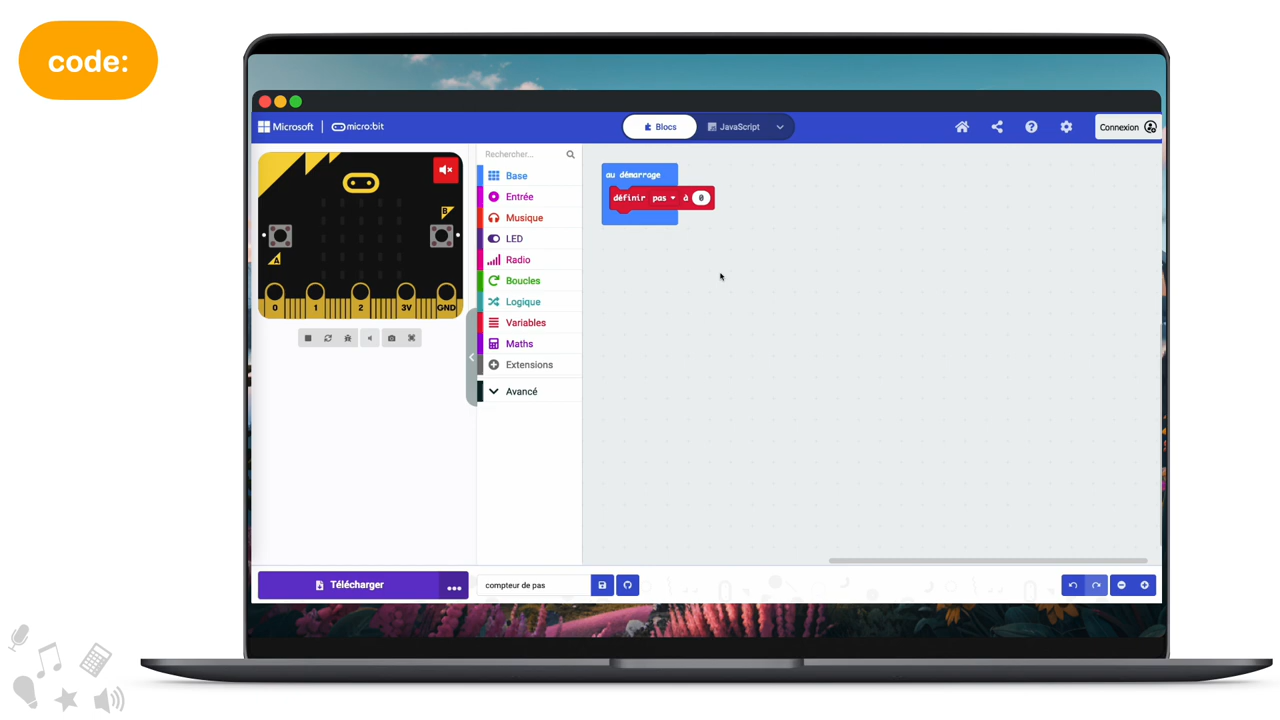 code:
Microsoft | micro:bit
Blocs
JavaScript
Connexion
A
B
0 1 2 3V GND
Rechercher...
Base
Entrée
Musique
LED
Radio
Boucles
Logique
Variables
Maths
Extensions
Avancé
au démarrage
définir pas à 0
Télécharger
compteur de pas